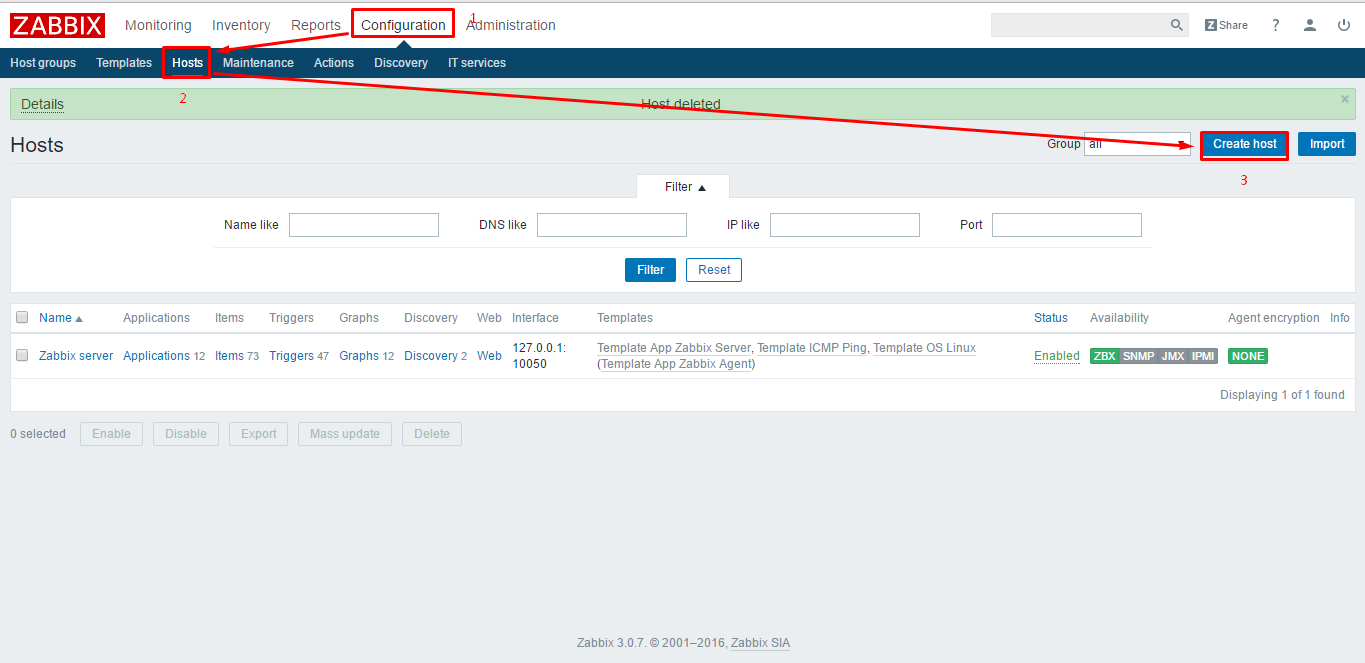 ZABBIX Monitoring Inventory Reports Configuration 1 Administration Z Share ?
Host groups Templates Hosts Maintenance Actions Discovery IT services
2
Details Host deleted ×
Hosts Group all Create host Import
3
Filter ▲
Name like DNS like IP like Port
Filter Reset
Name ▲ Applications Items Triggers Graphs Discovery Web Interface Templates Status Availability Agent encryption Info
Zabbix server Applications 12 Items 73 Triggers 47 Graphs 12 Discovery 2 Web 127.0.0.1: Template App Zabbix Server, Template ICMP Ping, Template OS Linux Enabled ZBX SNMP JMX IPMI NONE
10050 (Template App Zabbix Agent)
Displaying 1 of 1 found
0 selected Enable Disable Export Mass update Delete
Zabbix 3.0.7. © 2001–2016, Zabbix SIA